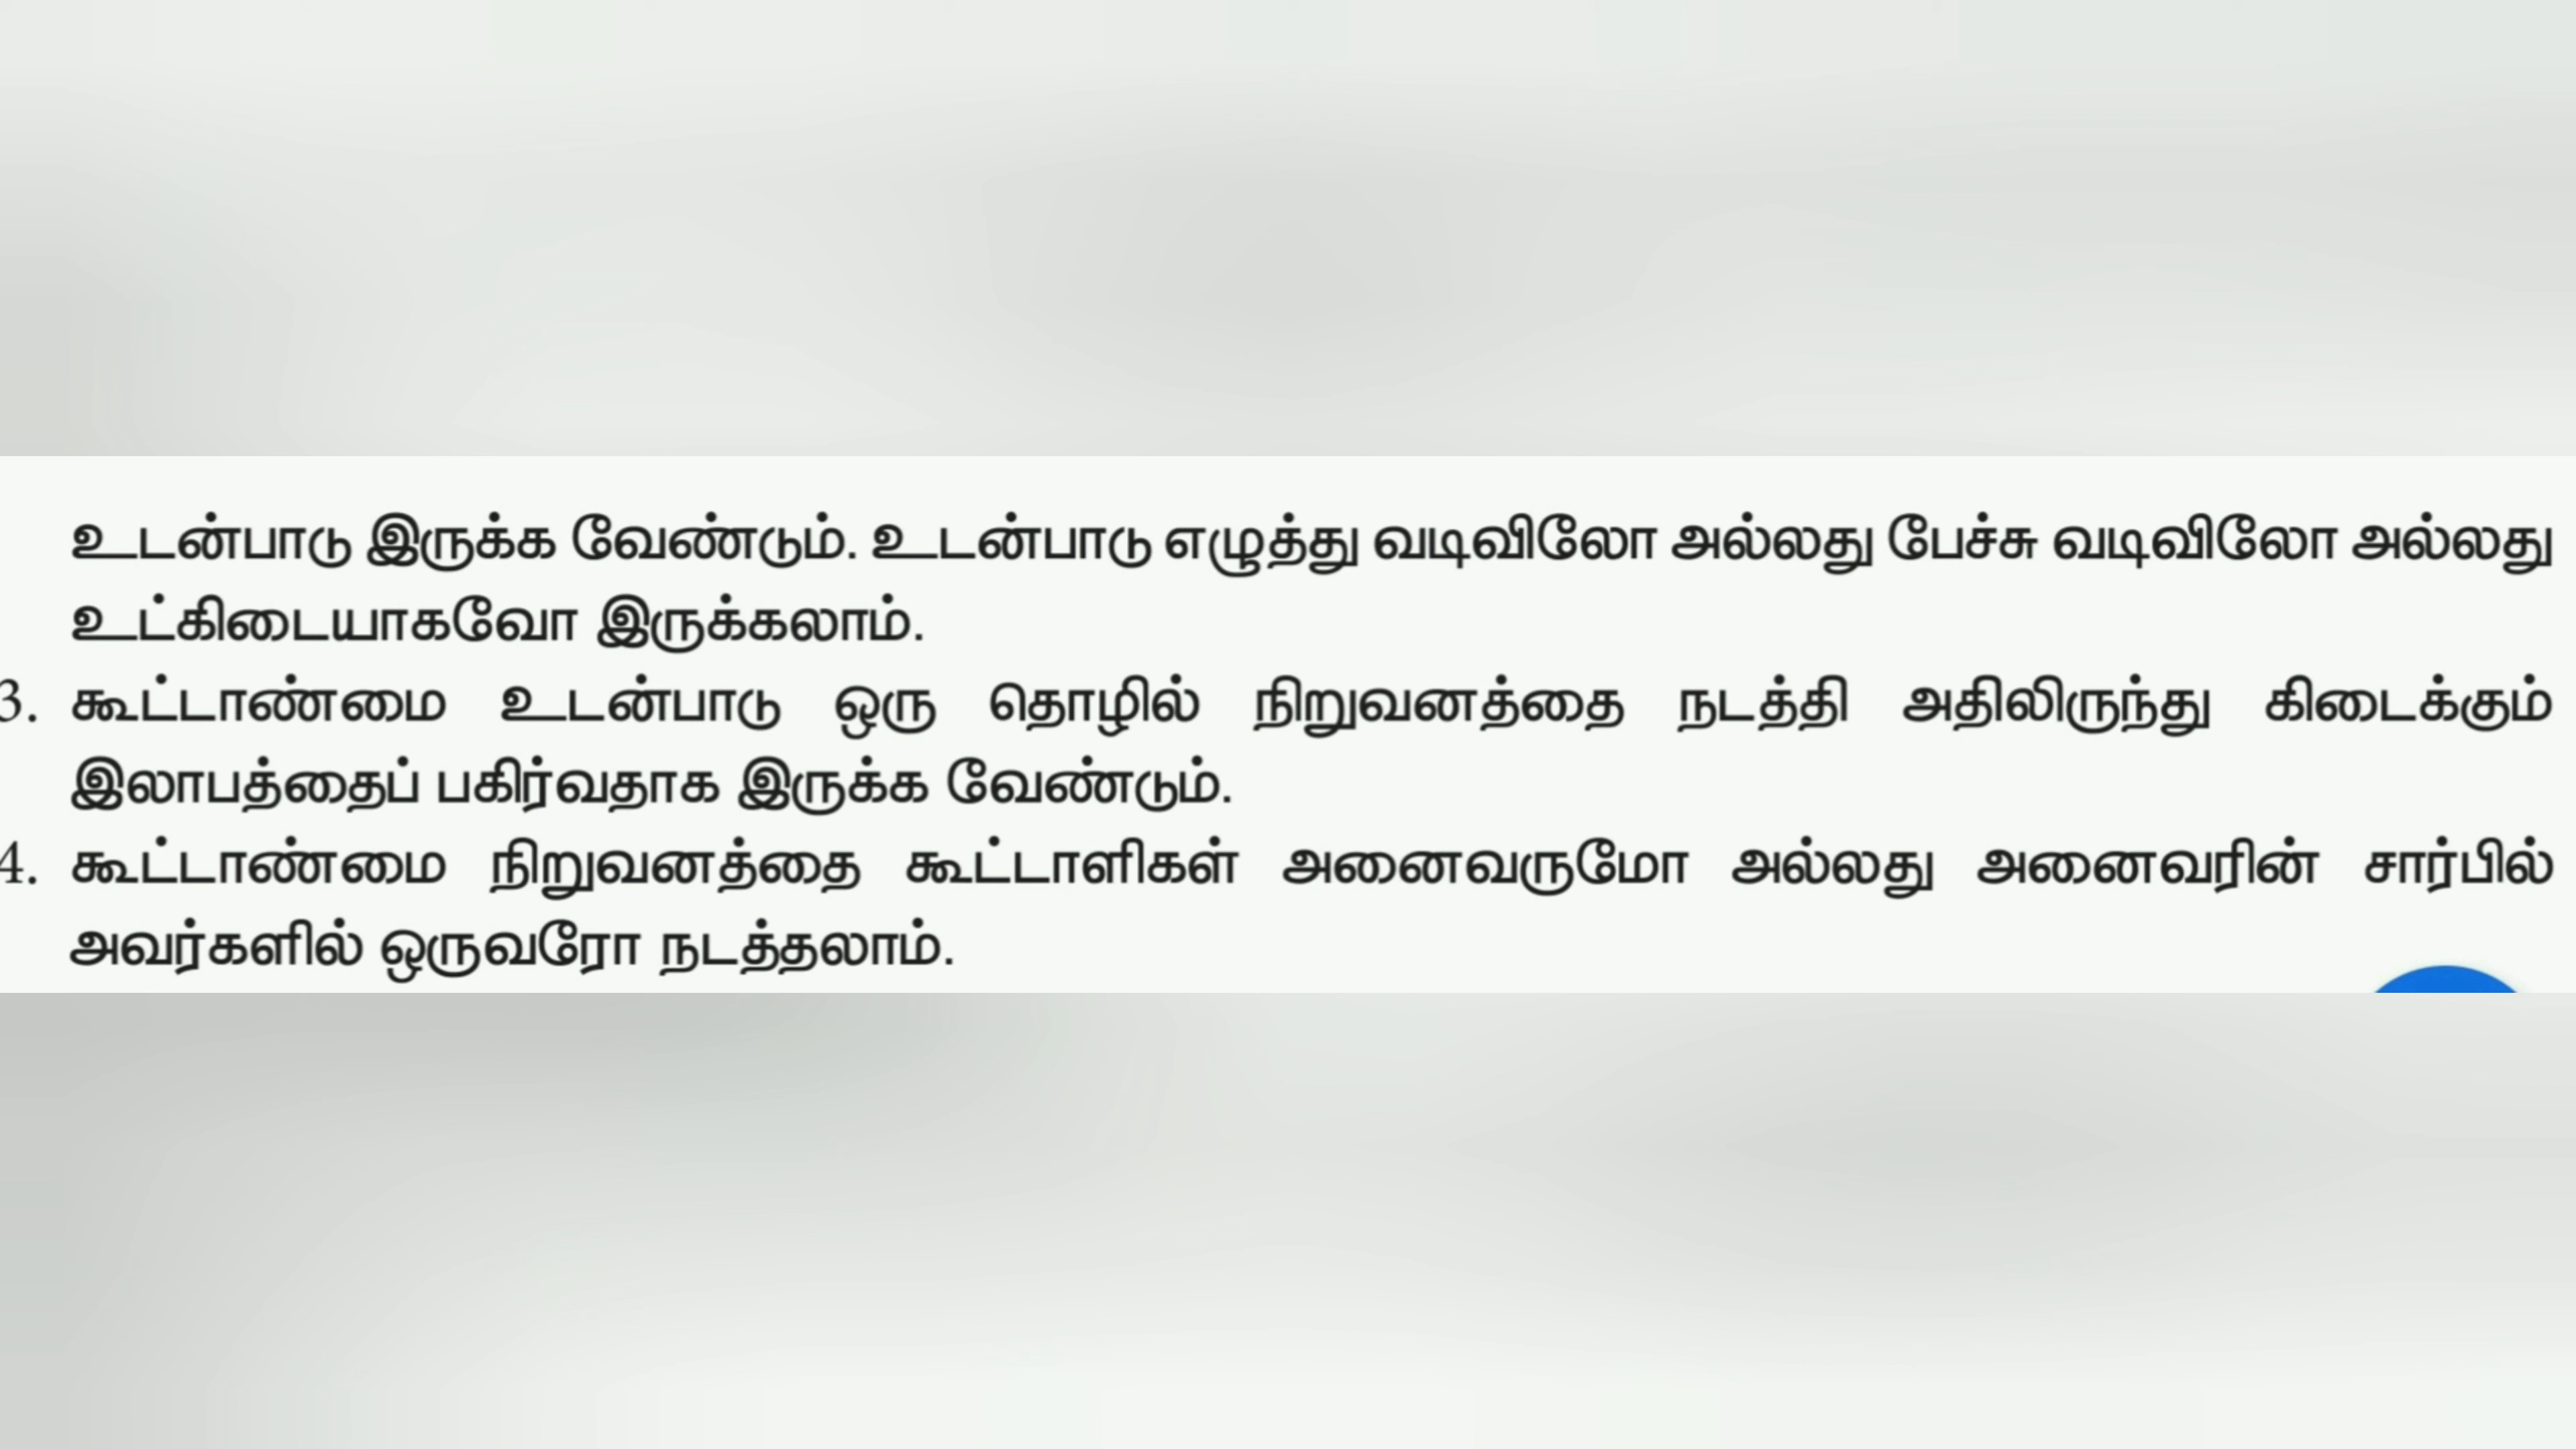 உடன்பாடு இருக்க வேண்டும். உடன்பாடு எழுத்து வடிவிலோ அல்லது பேச்சு வடிவிலோ அல்லது
உட்கிடையாகவோ இருக்கலாம்.
3. கூட்டாண்மை உடன்பாடு ஒரு தொழில் நிறுவனத்தை நடத்தி அதிலிருந்து கிடைக்கும்
இலாபத்தைப் பகிர்வதாக இருக்க வேண்டும்.
4. கூட்டாண்மை நிறுவனத்தை கூட்டாளிகள் அனைவருமோ அல்லது அனைவரின் சார்பில்
அவர்களில் ஒருவரோ நடத்தலாம்.